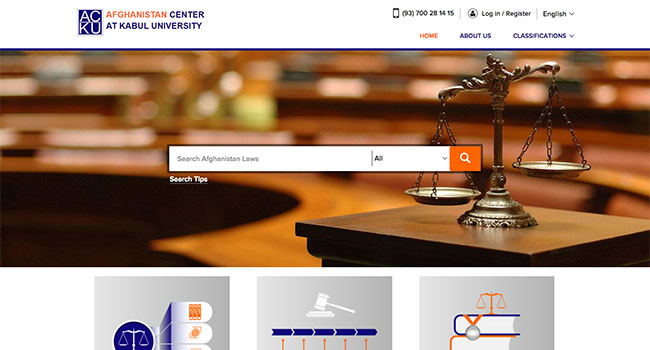 ACKU
AFGHANISTAN CENTER
AT KABUL UNIVERSITY
(93) 700 28 14 15
Log in / Register
English
HOME
ABOUT US
CLASSIFICATIONS
Search Afghanistan Laws
All
Search Tips